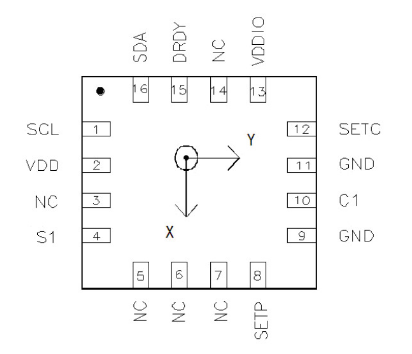 SDA DRDY NC VDDIO
16 15 14 13
SCL 1 12 SETC
VDD 2 11 GND
Y
NC 3 10 C1
X
S1 4 9 GND
5 6 7 8
NC NC NC SETP